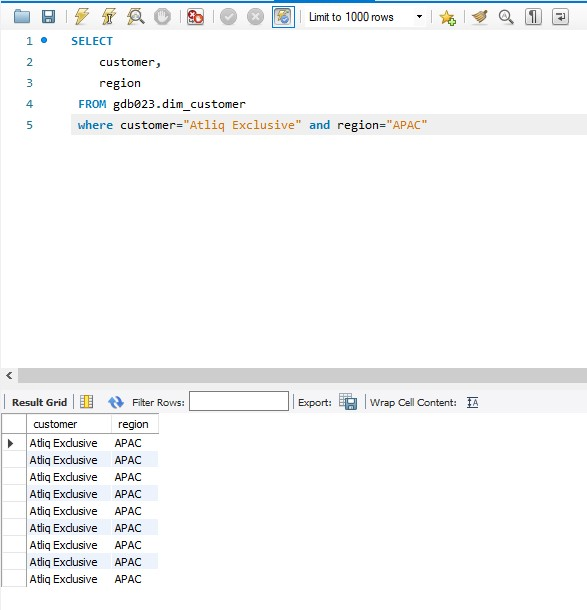 Limit to 1000 rows
1 SELECT
2 customer,
3 region
4 FROM gdb023.dim_customer
5 where customer="Atliq Exclusive" and region="APAC"
Result Grid Filter Rows: Export: Wrap Cell Content: IA
customer region
Atliq Exclusive APAC
Atliq Exclusive APAC
Atliq Exclusive APAC
Atliq Exclusive APAC
Atliq Exclusive APAC
Atliq Exclusive APAC
Atliq Exclusive APAC
Atliq Exclusive APAC
Atliq Exclusive APAC